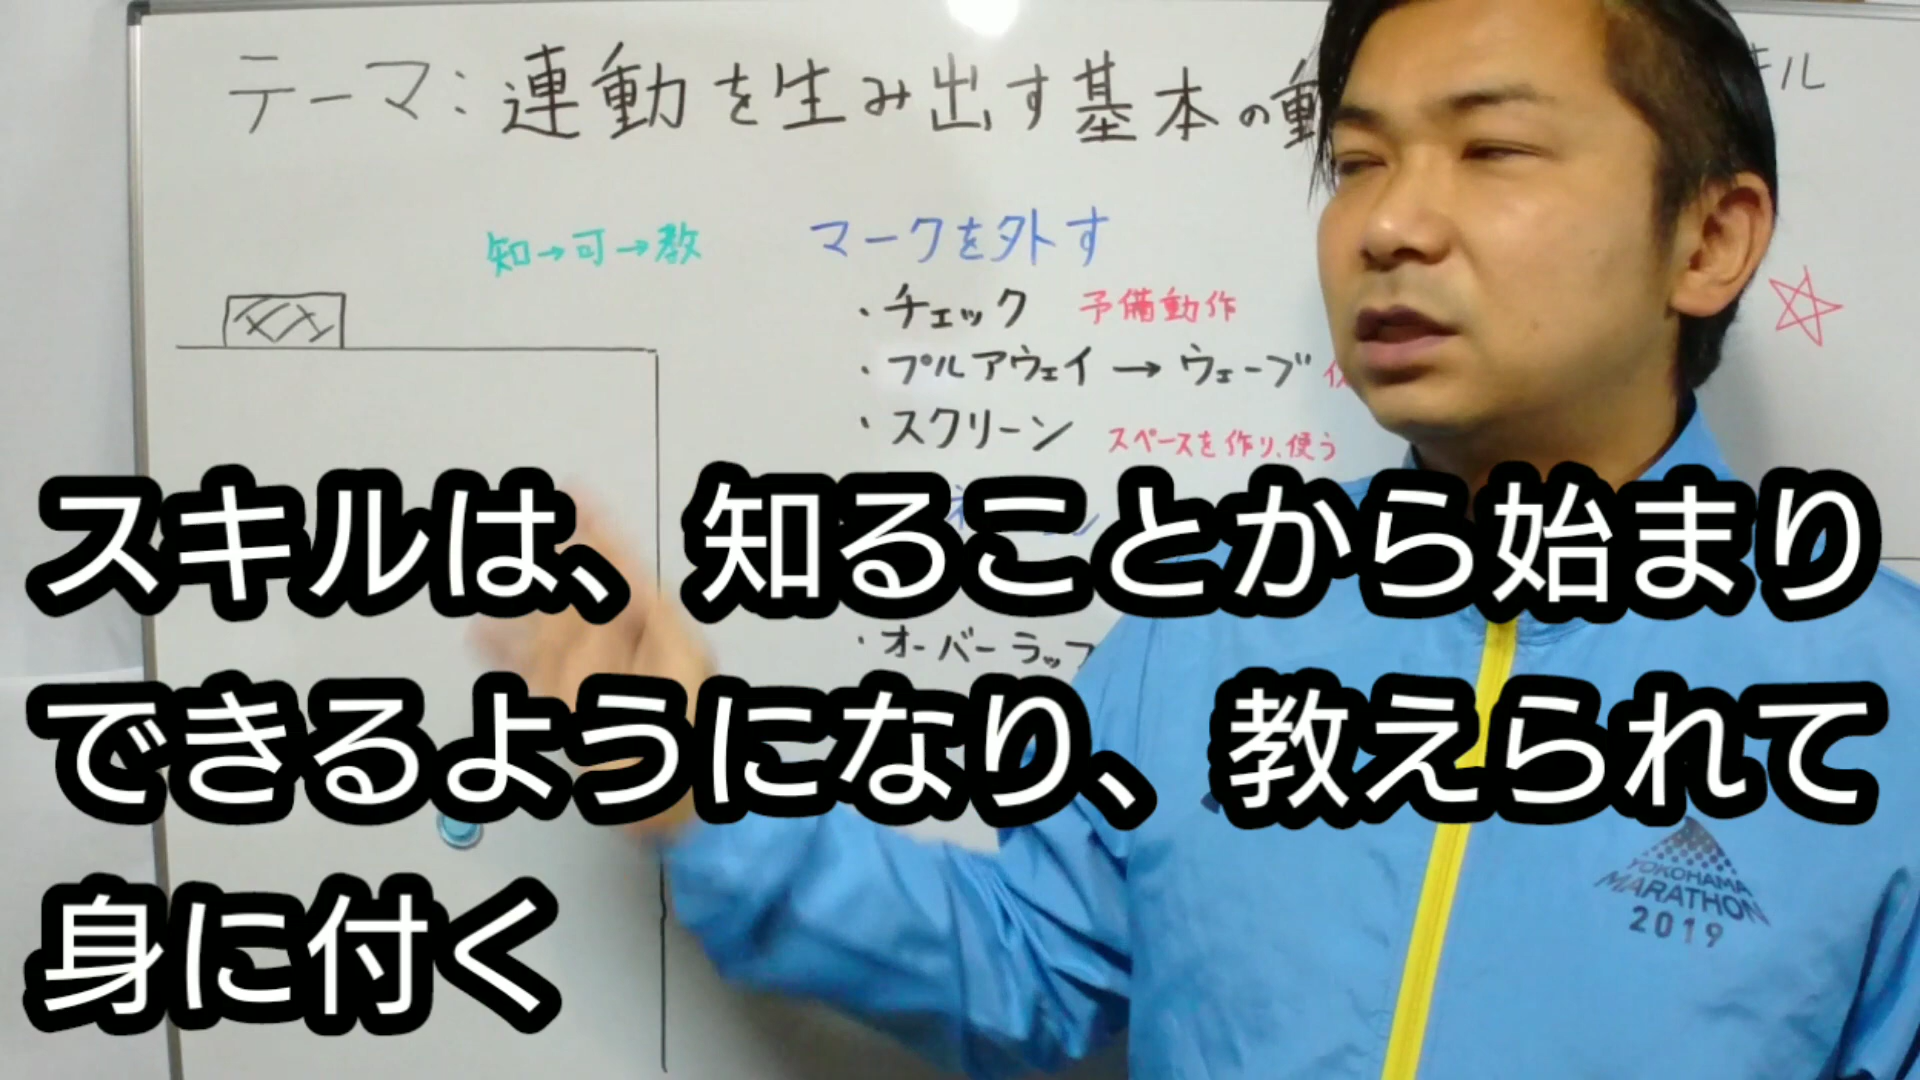 テーマ:連動を生み出す基本の動
キル
知→可→教
マークを外す
・チェック 予備動作
・プルアウェイ→ウェーブ
・スクリーン スペースを作り、使う
・オーバーラップ
スキルは、知ることから始まり
できるようになり、教えられて
身に付く
YOKOHAMA
MARATHON
2019